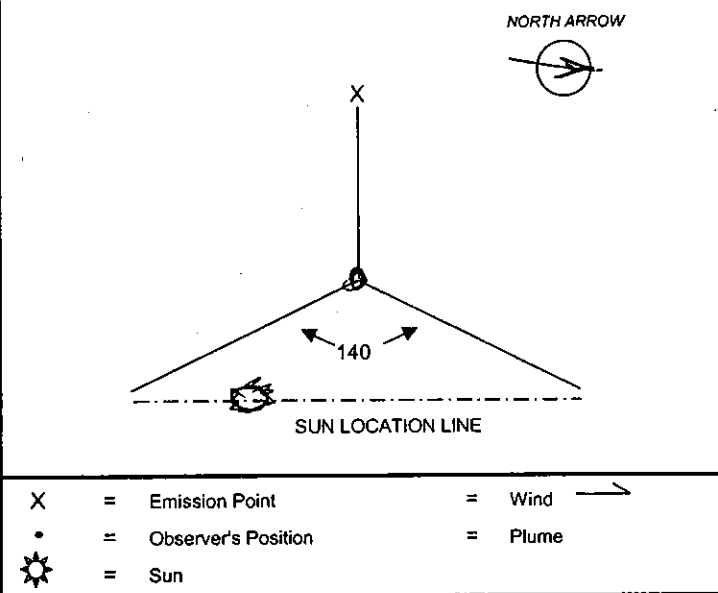 NORTH ARROW
X
140
SUN LOCATION LINE
X = Emission Point = Wind
• = Observer's Position = Plume
= Sun